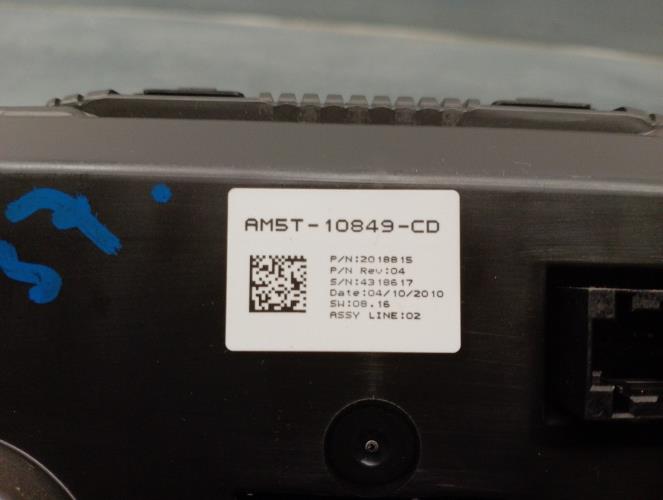 AM5T-10849-CD
P/N:2018815
P/N Rev:04
S/N:4318617
Date:04/10/2010
SW:08.16
ASSY LINE:02